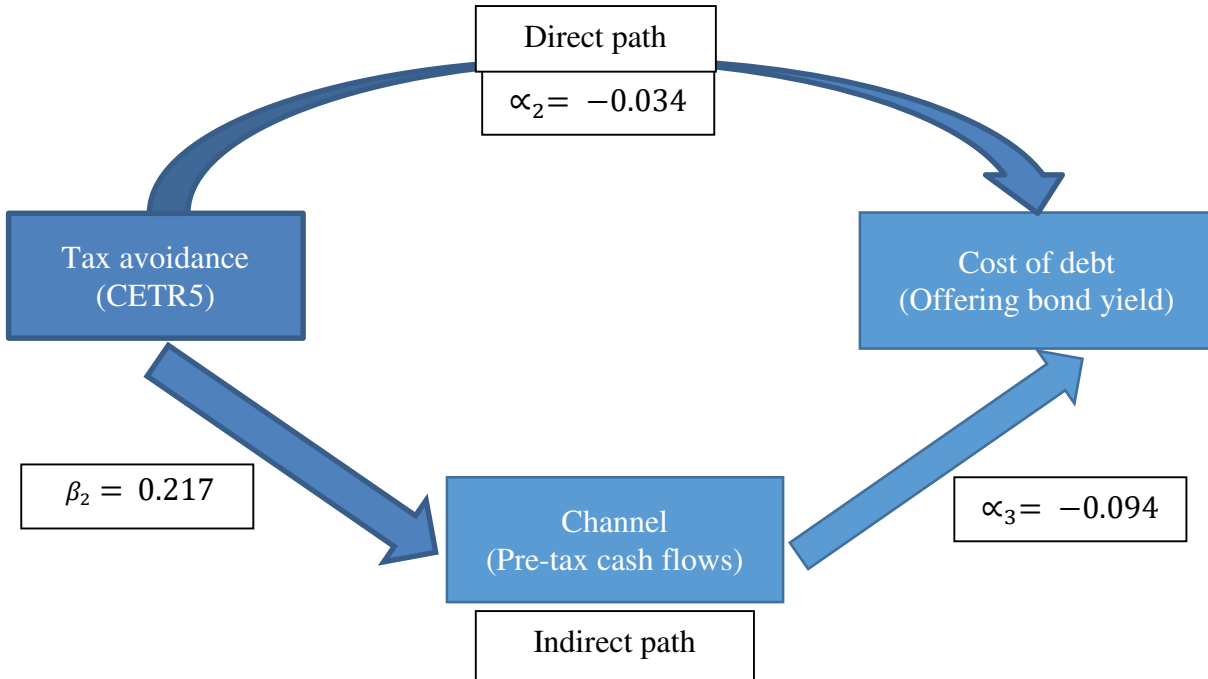 Direct path
∝₂= −0.034
Tax avoidance
(CETR5)
Cost of debt
(Offering bond yield)
β₂ = 0.217
Channel
(Pre-tax cash flows)
∝₃= −0.094
Indirect path